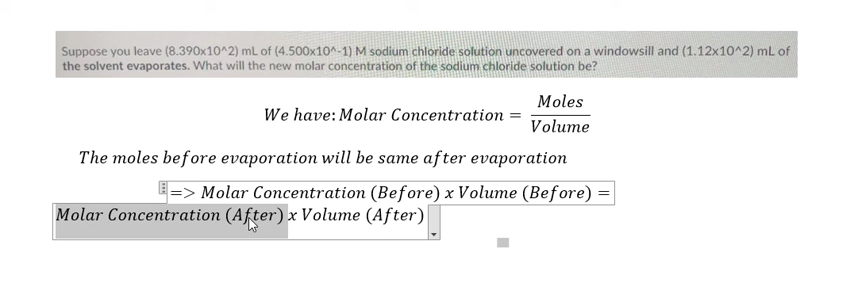 Suppose you leave (8.390x10^2) mL of (4.500x10^-1) M sodium chloride solution uncovered on a windowsill and (1.12x10^2) mL of
the solvent evaporates. What will the new molar concentration of the sodium chloride solution be?
We have: Molar Concentration = Moles / Volume
The moles before evaporation will be same after evaporation
=> Molar Concentration (Before) x Volume (Before) =
Molar Concentration (After) x Volume (After)